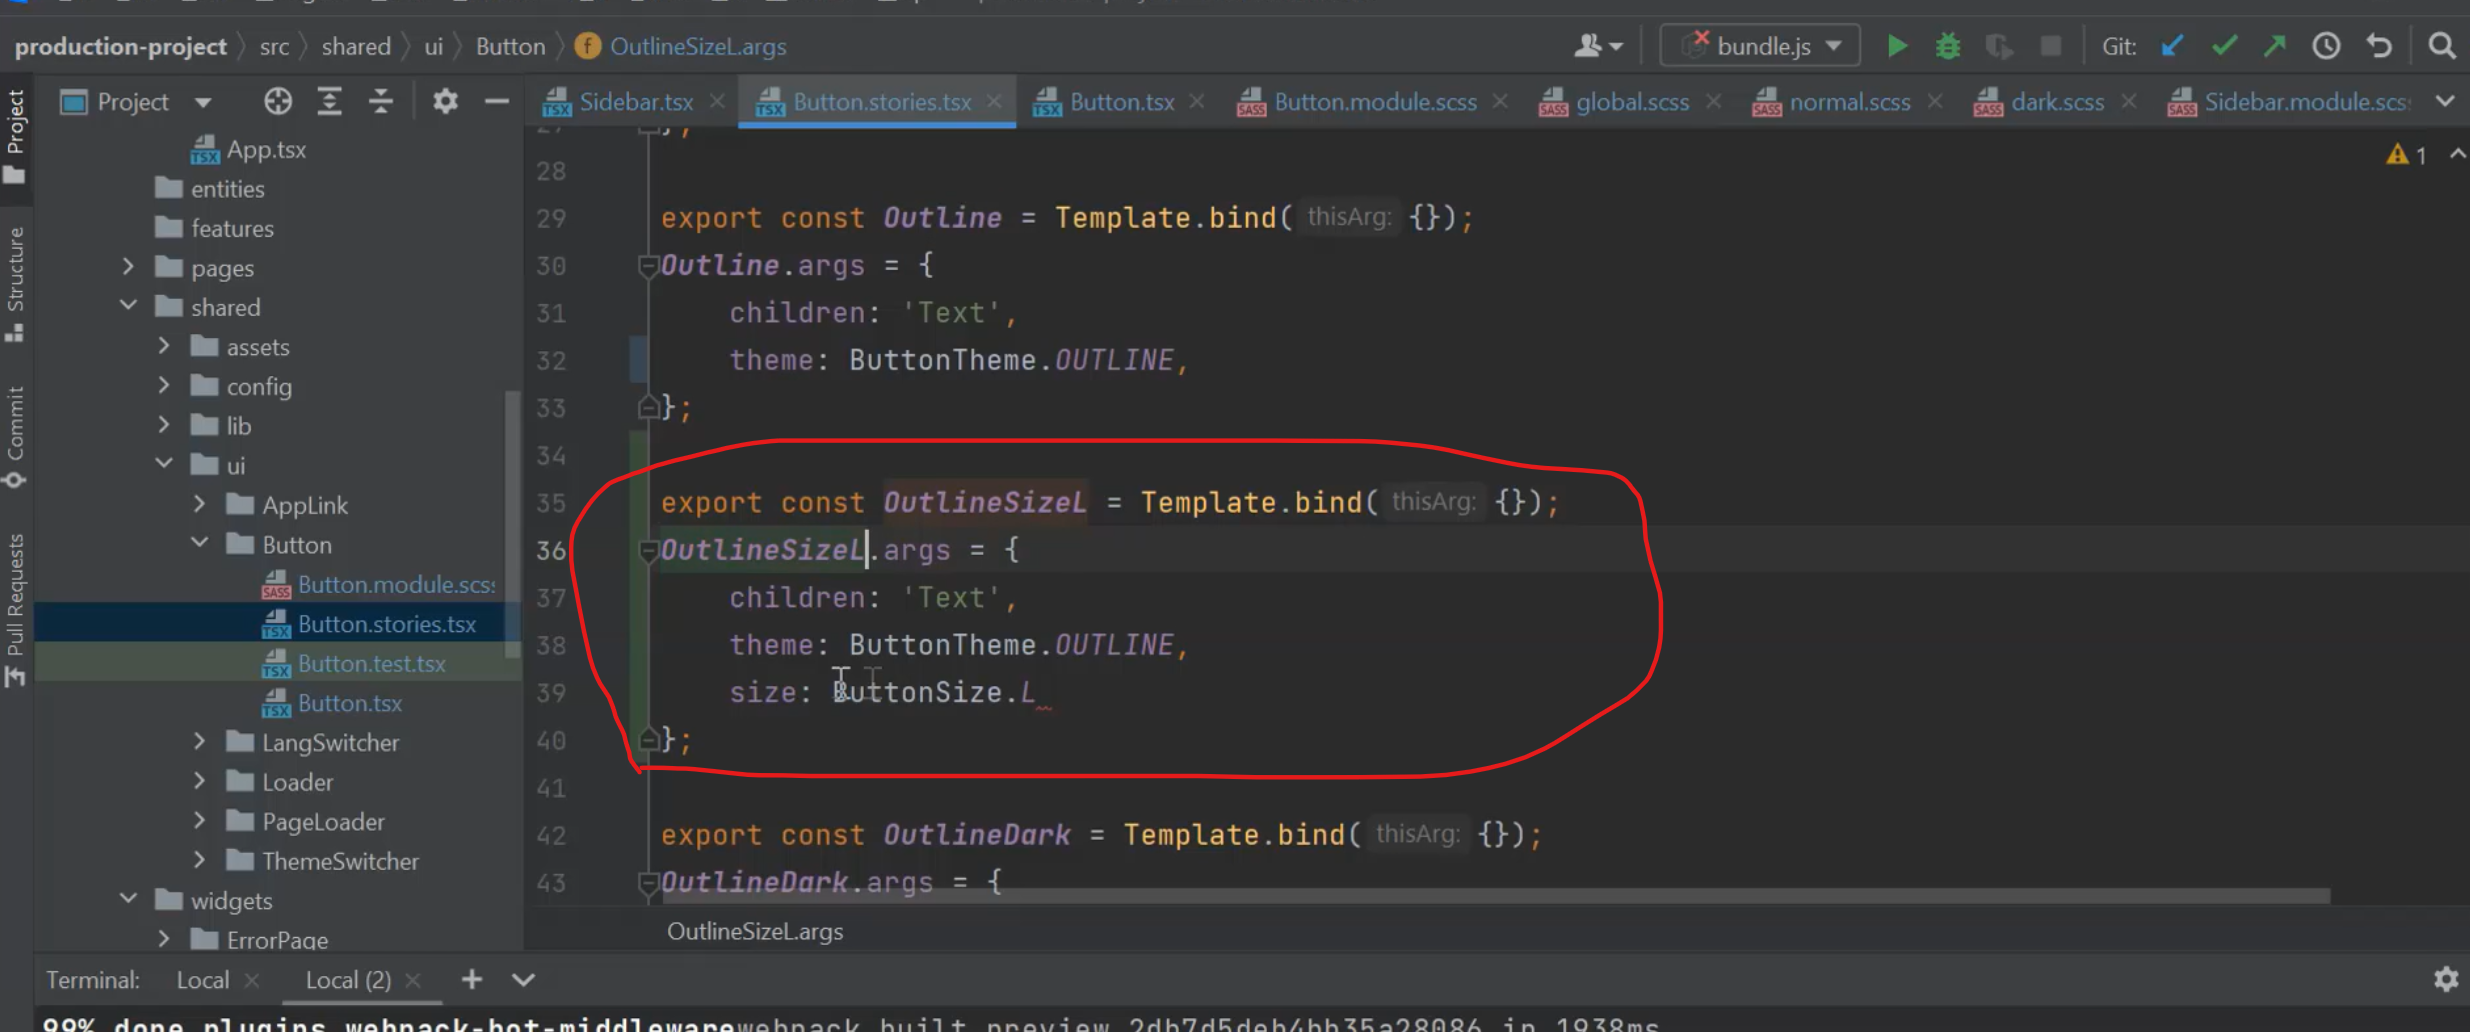 production-project src shared ui Button f OutlineSizeL.args bundle.js Git:
Project
Sidebar.tsx Button.stories.tsx Button.tsx Button.module.scss global.scss normal.scss dark.scss Sidebar.module.scs
Project
Structure
Commit
Pull Requests
App.tsx
entities
features
pages
shared
assets
config
lib
ui
AppLink
Button
Button.module.scss
Button.stories.tsx
Button.test.tsx
Button.tsx
LangSwitcher
Loader
PageLoader
ThemeSwitcher
widgets
ErrorPage
1
27 };
28
29 export const Outline = Template.bind( thisArg: {});
30 Outline.args = {
31 children: 'Text',
32 theme: ButtonTheme.OUTLINE,
33 };
34
35 export const OutlineSizeL = Template.bind( thisArg: {});
36 OutlineSizeL.args = {
37 children: 'Text',
38 theme: ButtonTheme.OUTLINE,
39 size: ButtonSize.L
40 };
41
42 export const OutlineDark = Template.bind( thisArg: {});
43 OutlineDark.args = {
OutlineSizeL.args
Terminal: Local Local (2)
99% done plugins webpack-hot-middlewarewebpack built preview 2db7d5deb4bb35a28086 in 1938ms